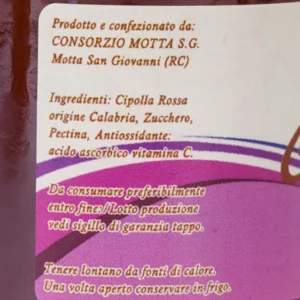 Prodotto e confezionato da:
CONSORZIO MOTTA S.G.
Motta San Giovanni (RC)
Ingredienti: Cipolla Rossa
origine Calabria, Zucchero,
Pectina, Antiossidante:
acido ascorbico vitamina C.
Da consumare preferibilmente
entro fine:/Lotto produzione
vedi sigillo di garanzia tappo.
Tenere lontano da fonti di calore.
Una volta aperto conservare in frigo.